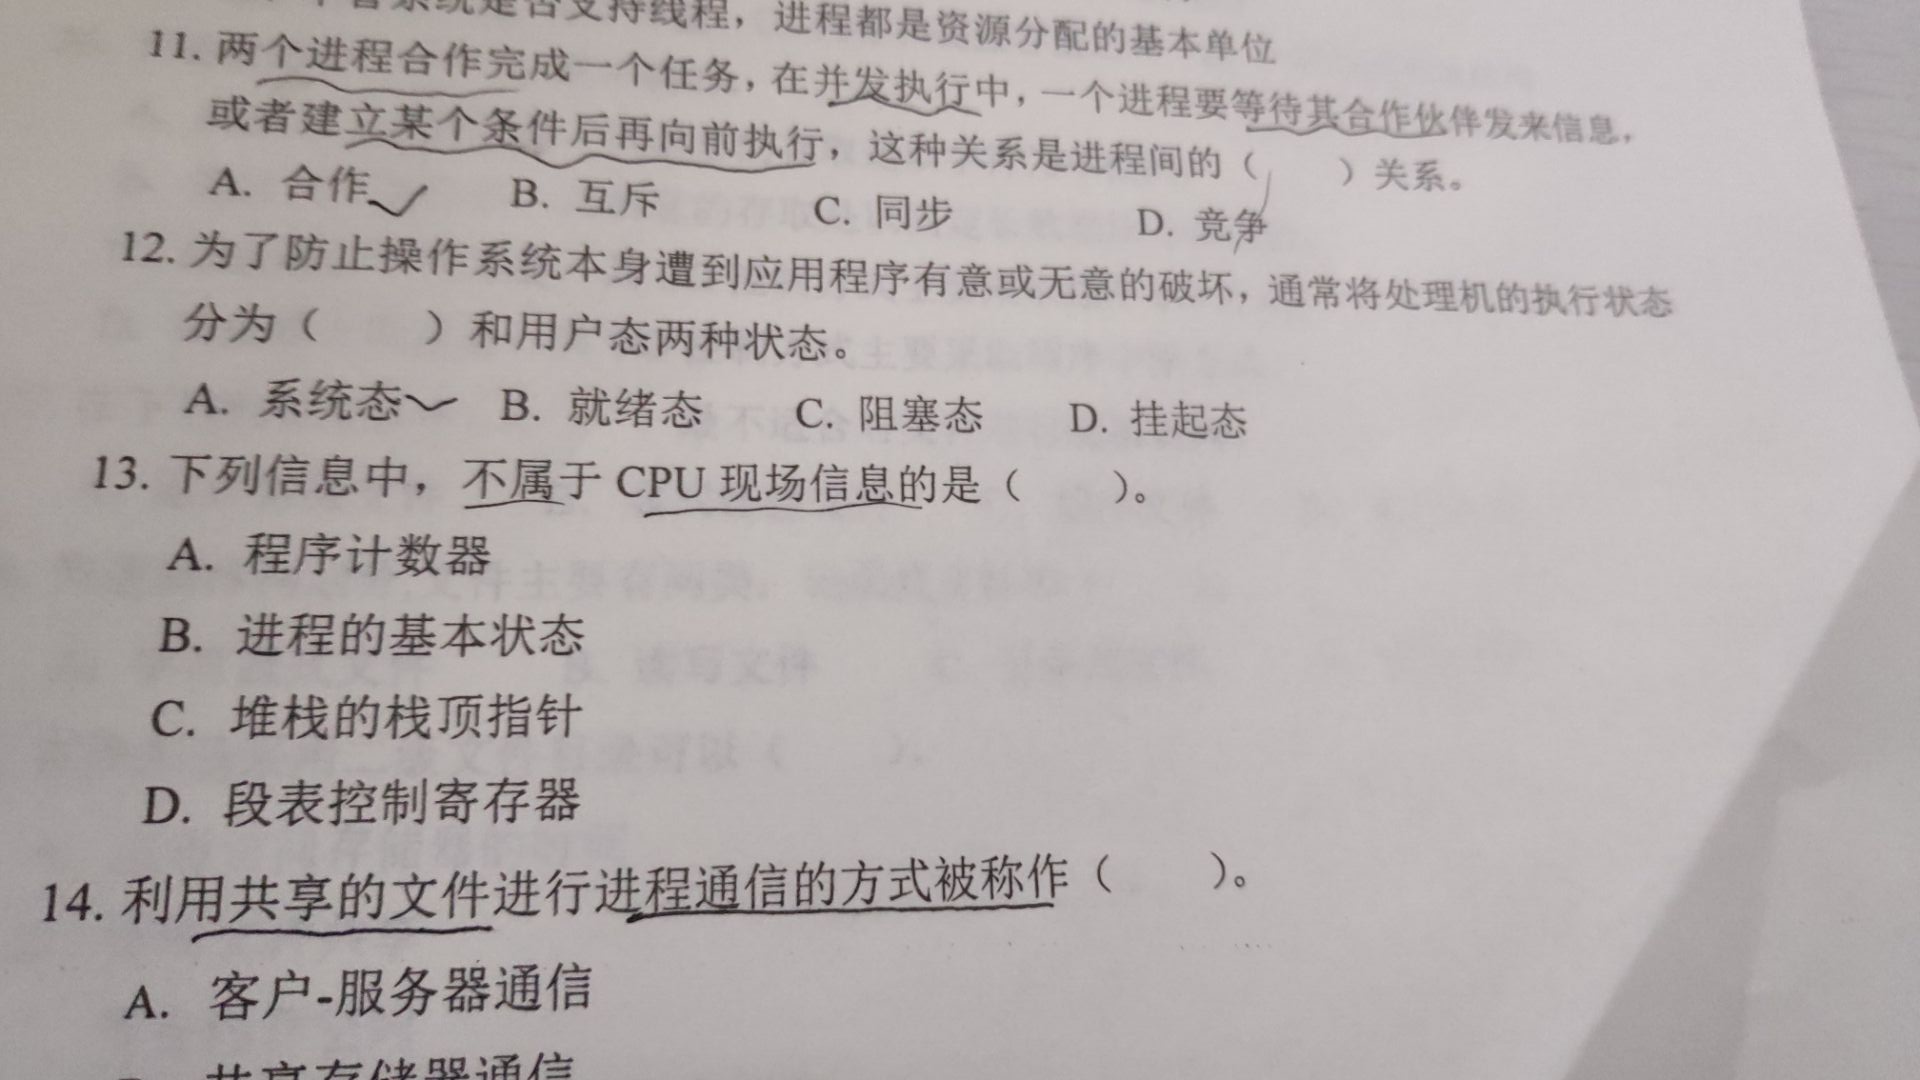 是否支持线程，进程都是资源分配的基本单位
11. 两个进程合作完成一个任务，在并发执行中，一个进程要等待其合作伙伴发来信息，
或者建立某个条件后再向前执行，这种关系是进程间的（　　）关系。
A. 合作 B. 互斥 C. 同步 D. 竞争
12. 为了防止操作系统本身遭到应用程序有意或无意的破坏，通常将处理机的执行状态
分为（　　）和用户态两种状态。
A. 系统态 B. 就绪态 C. 阻塞态 D. 挂起态
13. 下列信息中，不属于 CPU 现场信息的是（　　）。
A. 程序计数器
B. 进程的基本状态
C. 堆栈的栈顶指针
D. 段表控制寄存器
14. 利用共享的文件进行进程通信的方式被称作（　　）。
A. 客户-服务器通信
共享存储器通信